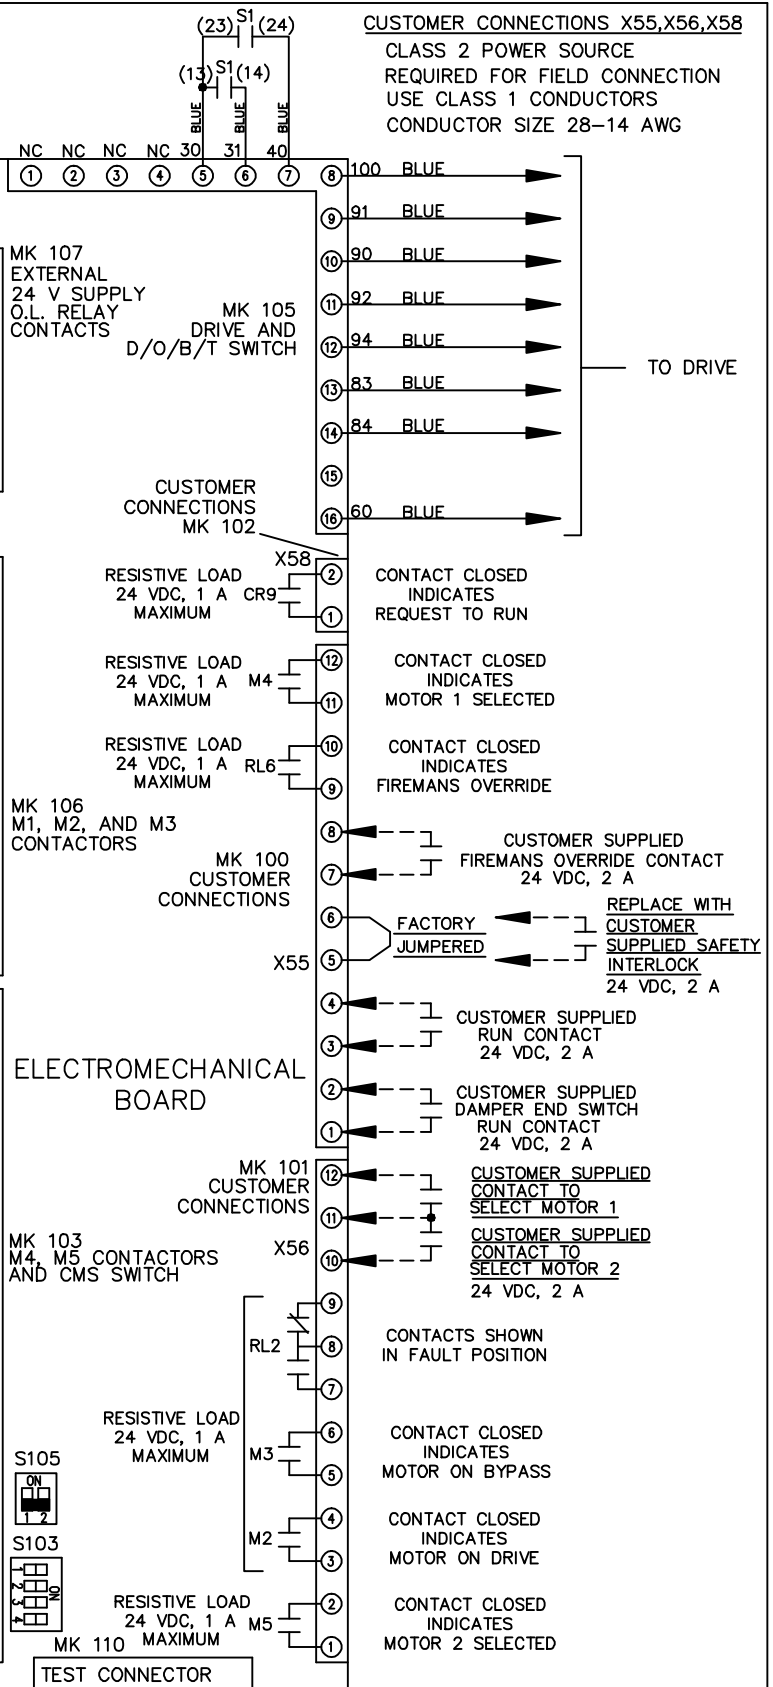 CUSTOMER CONNECTIONS X55,X56,X58
CLASS 2 POWER SOURCE
REQUIRED FOR FIELD CONNECTION
USE CLASS 1 CONDUCTORS
CONDUCTOR SIZE 28-14 AWG
(23) S1 (24)
(13) S1 (14)
BLUE BLUE BLUE
NC NC NC NC 30 31 40
1 2 3 4 5 6 7
8 100 BLUE
9 91 BLUE
10 90 BLUE
11 92 BLUE
12 94 BLUE
13 83 BLUE
14 84 BLUE
15
16 60 BLUE
TO DRIVE
MK 107
EXTERNAL
24 V SUPPLY
O.L. RELAY
CONTACTS
MK 105
DRIVE AND
D/O/B/T SWITCH
CUSTOMER
CONNECTIONS
MK 102
X58
2
1
RESISTIVE LOAD
24 VDC, 1 A
MAXIMUM
CR9
CONTACT CLOSED
INDICATES
REQUEST TO RUN
12
11
RESISTIVE LOAD
24 VDC, 1 A
MAXIMUM
M4
CONTACT CLOSED
INDICATES
MOTOR 1 SELECTED
10
9
RESISTIVE LOAD
24 VDC, 1 A
MAXIMUM
RL6
CONTACT CLOSED
INDICATES
FIREMANS OVERRIDE
MK 106
M1, M2, AND M3
CONTACTORS
MK 100
CUSTOMER
CONNECTIONS
8
7
CUSTOMER SUPPLIED
FIREMANS OVERRIDE CONTACT
24 VDC, 2 A
6
5
X55
FACTORY
JUMPERED
REPLACE WITH
CUSTOMER
SUPPLIED SAFETY
INTERLOCK
24 VDC, 2 A
4
3
CUSTOMER SUPPLIED
RUN CONTACT
24 VDC, 2 A
ELECTROMECHANICAL
BOARD
2
1
CUSTOMER SUPPLIED
DAMPER END SWITCH
RUN CONTACT
24 VDC, 2 A
MK 101
CUSTOMER
CONNECTIONS
X56
12
11
10
CUSTOMER SUPPLIED
CONTACT TO
SELECT MOTOR 1
CUSTOMER SUPPLIED
CONTACT TO
SELECT MOTOR 2
24 VDC, 2 A
MK 103
M4, M5 CONTACTORS
AND CMS SWITCH
9
8
7
RL2
CONTACTS SHOWN
IN FAULT POSITION
RESISTIVE LOAD
24 VDC, 1 A
MAXIMUM
6
5
M3
CONTACT CLOSED
INDICATES
MOTOR ON BYPASS
4
3
M2
CONTACT CLOSED
INDICATES
MOTOR ON DRIVE
S105
ON
1 2
S103
1
2
3
4
ON
RESISTIVE LOAD
24 VDC, 1 A
MAXIMUM
M5
2
1
CONTACT CLOSED
INDICATES
MOTOR 2 SELECTED
MK 110
TEST CONNECTOR